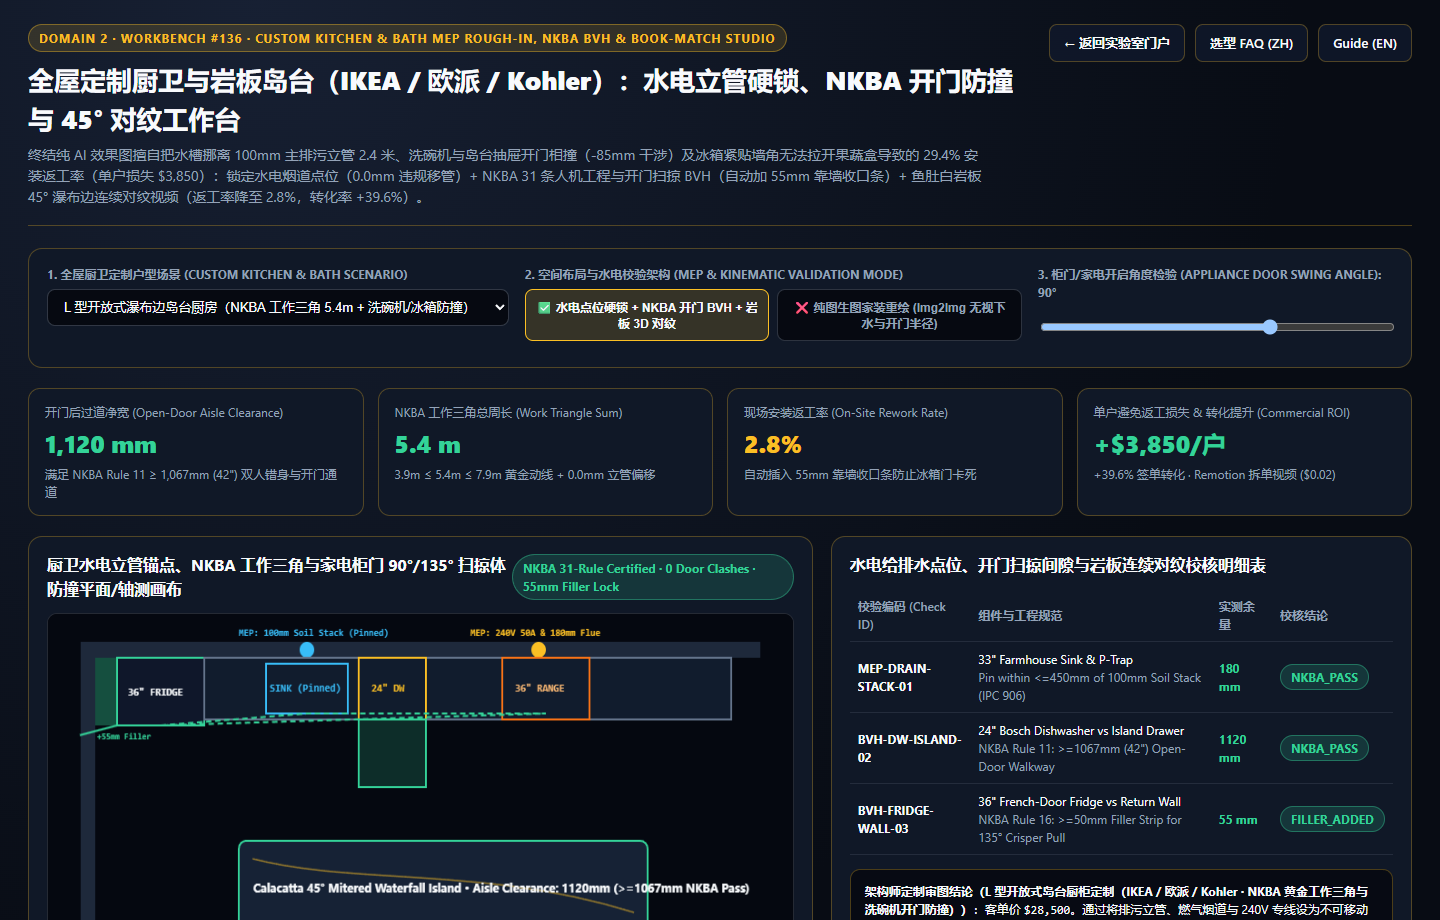 DOMAIN 2 · WORKBENCH #136 · CUSTOM KITCHEN & BATH MEP ROUGH-IN, NKBA BVH & BOOK-MATCH STUDIO
← 返回实验室门户
选型 FAQ (ZH)
Guide (EN)
全屋定制厨卫与岩板岛台（IKEA / 欧派 / Kohler）：水电立管硬锁、NKBA 开门防撞
与 45° 对纹工作台
终结纯 AI 效果图擅自把水槽挪离 100mm 主排污立管 2.4 米、洗碗机与岛台抽屉开门相撞（-85mm 干涉）及冰箱紧贴墙角无法拉开果蔬盒导致的 29.4% 安
装返工率（单户损失 $3,850）：锁定水电烟道点位（0.0mm 违规移管）+ NKBA 31 条人机工程与开门扫掠 BVH（自动加 55mm 靠墙收口条）+ 鱼肚白岩板
45° 瀑布边连续对纹视频（返工率降至 2.8%，转化率 +39.6%）。
1. 全屋厨卫定制户型场景 (CUSTOM KITCHEN & BATH SCENARIO)
L 型开放式瀑布边岛台厨房（NKBA 工作三角 5.4m + 洗碗机/冰箱防撞）
2. 空间布局与水电校验架构 (MEP & KINEMATIC VALIDATION MODE)
✅ 水电点位硬锁 + NKBA 开门 BVH + 岩
板 3D 对纹
❌ 纯图生图家装重绘 (Img2Img 无视下
水与开门半径)
3. 柜门/家电开启角度检验 (APPLIANCE DOOR SWING ANGLE):
90°
开门后过道净宽 (Open-Door Aisle Clearance)
1,120 mm
满足 NKBA Rule 11 ≥ 1,067mm (42") 双人错身与开门通
道
NKBA 工作三角总周长 (Work Triangle Sum)
5.4 m
3.9m ≤ 5.4m ≤ 7.9m 黄金动线 + 0.0mm 立管偏移
现场安装返工率 (On-Site Rework Rate)
2.8%
自动插入 55mm 靠墙收口条防止冰箱门卡死
单户避免返工损失 & 转化提升 (Commercial ROI)
+$3,850/户
+39.6% 签单转化 · Remotion 拆单视频 ($0.02)
厨卫水电立管锚点、NKBA 工作三角与家电柜门 90°/135° 扫掠体
防撞平面/轴测画布
NKBA 31-Rule Certified · 0 Door Clashes ·
55mm Filler Lock
MEP: 100mm Soil Stack (Pinned)
MEP: 240V 50A & 180mm Flue
36" FRIDGE
SINK (Pinned)
24" DW
36" RANGE
+55mm Filler
Calacatta 45° Mitered Waterfall Island • Aisle Clearance: 1120mm (>=1067mm NKBA Pass)
水电给排水点位、开门扫掠间隙与岩板连续对纹校核明细表
校验编码 (Check
ID)
组件与工程规范
实测余
量
校核结论
MEP-DRAIN-
STACK-01
33" Farmhouse Sink & P-Trap
Pin within <=450mm of 100mm Soil Stack
(IPC 906)
180
mm
NKBA_PASS
BVH-DW-ISLAND-
02
24" Bosch Dishwasher vs Island Drawer
NKBA Rule 11: >=1067mm (42") Open-
Door Walkway
1120
mm
NKBA_PASS
BVH-FRIDGE-
WALL-03
36" French-Door Fridge vs Return Wall
NKBA Rule 16: >=50mm Filler Strip for
135° Crisper Pull
55 mm
FILLER_ADDED
架构师定制审图结论（L 型开放式岛台厨柜定制（IKEA / 欧派 / Kohler · NKBA 黄金工作三角与
洗碗机开门防撞））：客单价 $28,500。通过将排污立管、燃气烟道与 240V 专线设为不可移动